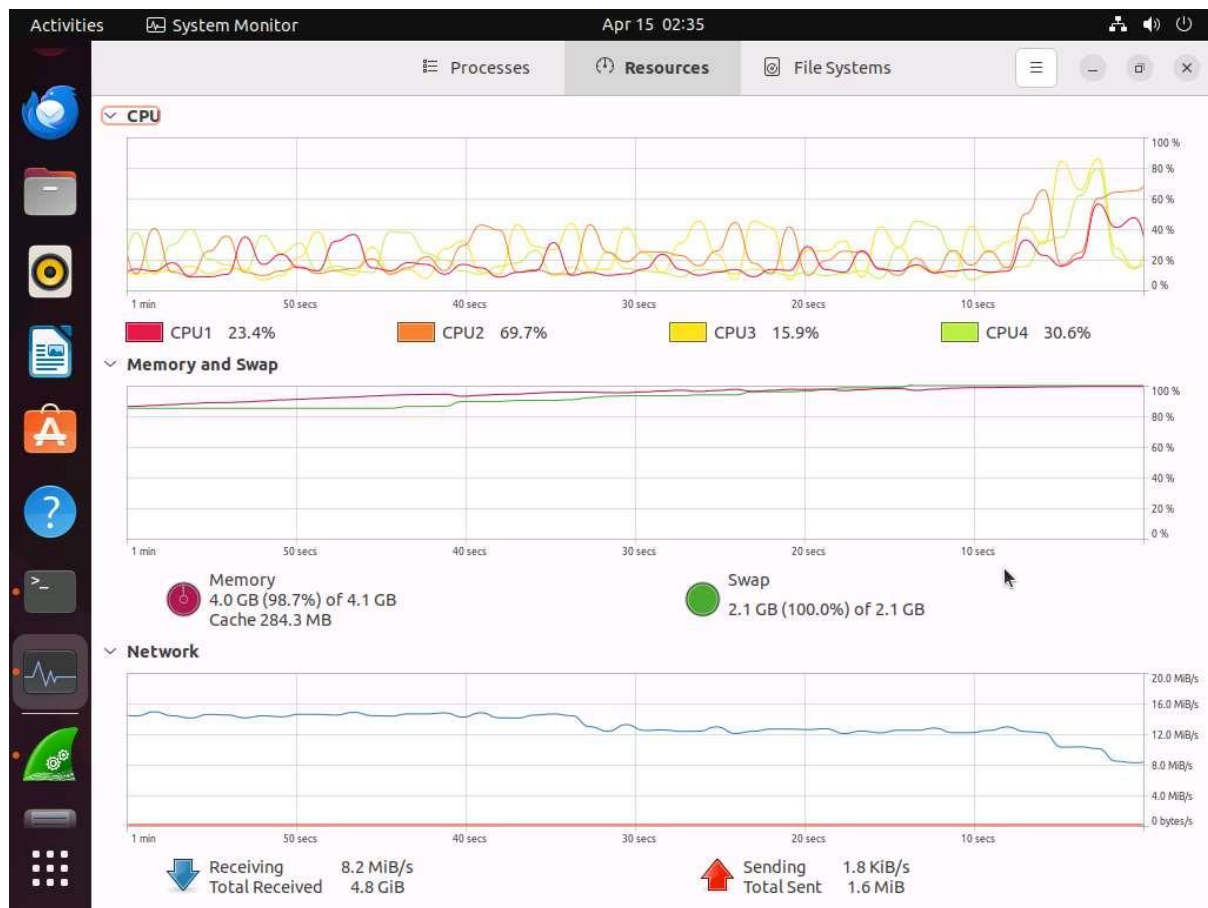 Activities System Monitor Apr 15 02:35
Processes Resources File Systems
CPU
100 %
80 %
60 %
40 %
20 %
0 %
1 min 50 secs 40 secs 30 secs 20 secs 10 secs
CPU1 23.4% CPU2 69.7% CPU3 15.9% CPU4 30.6%
Memory and Swap
100 %
80 %
60 %
40 %
20 %
0 %
1 min 50 secs 40 secs 30 secs 20 secs 10 secs
Memory
4.0 GB (98.7%) of 4.1 GB
Cache 284.3 MB
Swap
2.1 GB (100.0%) of 2.1 GB
Network
20.0 MiB/s
16.0 MiB/s
12.0 MiB/s
8.0 MiB/s
4.0 MiB/s
0 bytes/s
1 min 50 secs 40 secs 30 secs 20 secs 10 secs
Receiving 8.2 MiB/s
Total Received 4.8 GiB
Sending 1.8 KiB/s
Total Sent 1.6 MiB